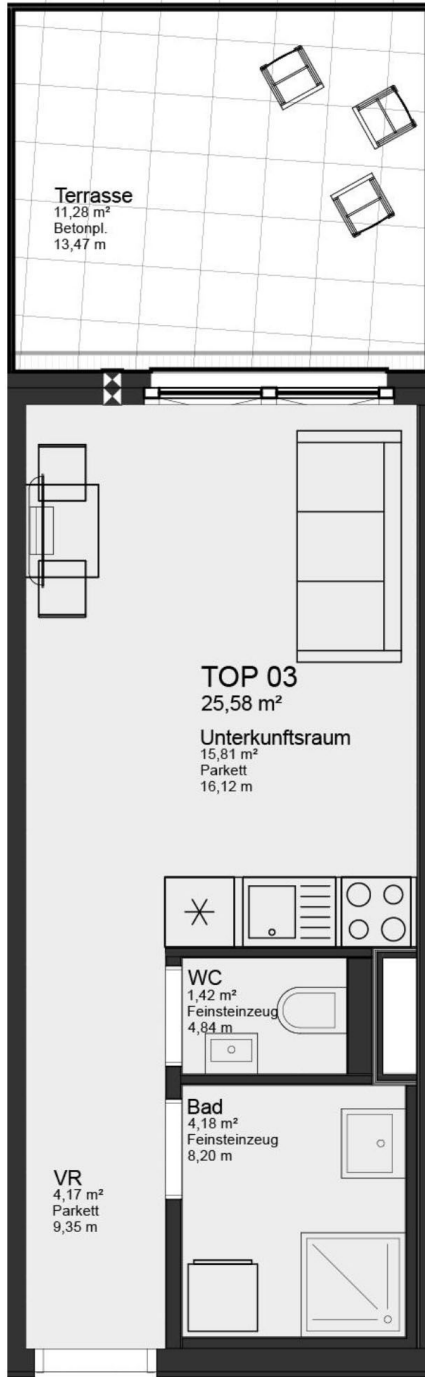 Terrasse
11,28 m²
Betonpl.
13,47 m
TOP 03
25,58 m²
Unterkunftsraum
15,81 m²
Parkett
16,12 m
WC
1,42 m²
Feinsteinzeug
4,84 m
Bad
4,18 m²
Feinsteinzeug
8,20 m
VR
4,17 m²
Parkett
9,35 m